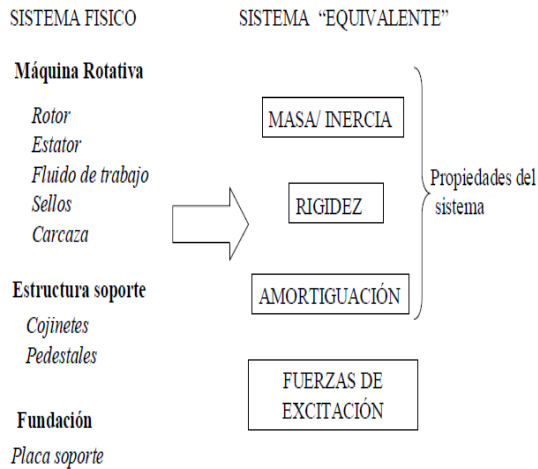 SISTEMA FISICO
SISTEMA “EQUIVALENTE”
Máquina Rotativa
Rotor
Estator
Fluido de trabajo
Sellos
Carcaza
Estructura soporte
Cojinetes
Pedestales
Fundación
Placa soporte
MASA/ INERCIA
RIGIDEZ
AMORTIGUACIÓN
FUERZAS DE
EXCITACIÓN
Propiedades del
sistema